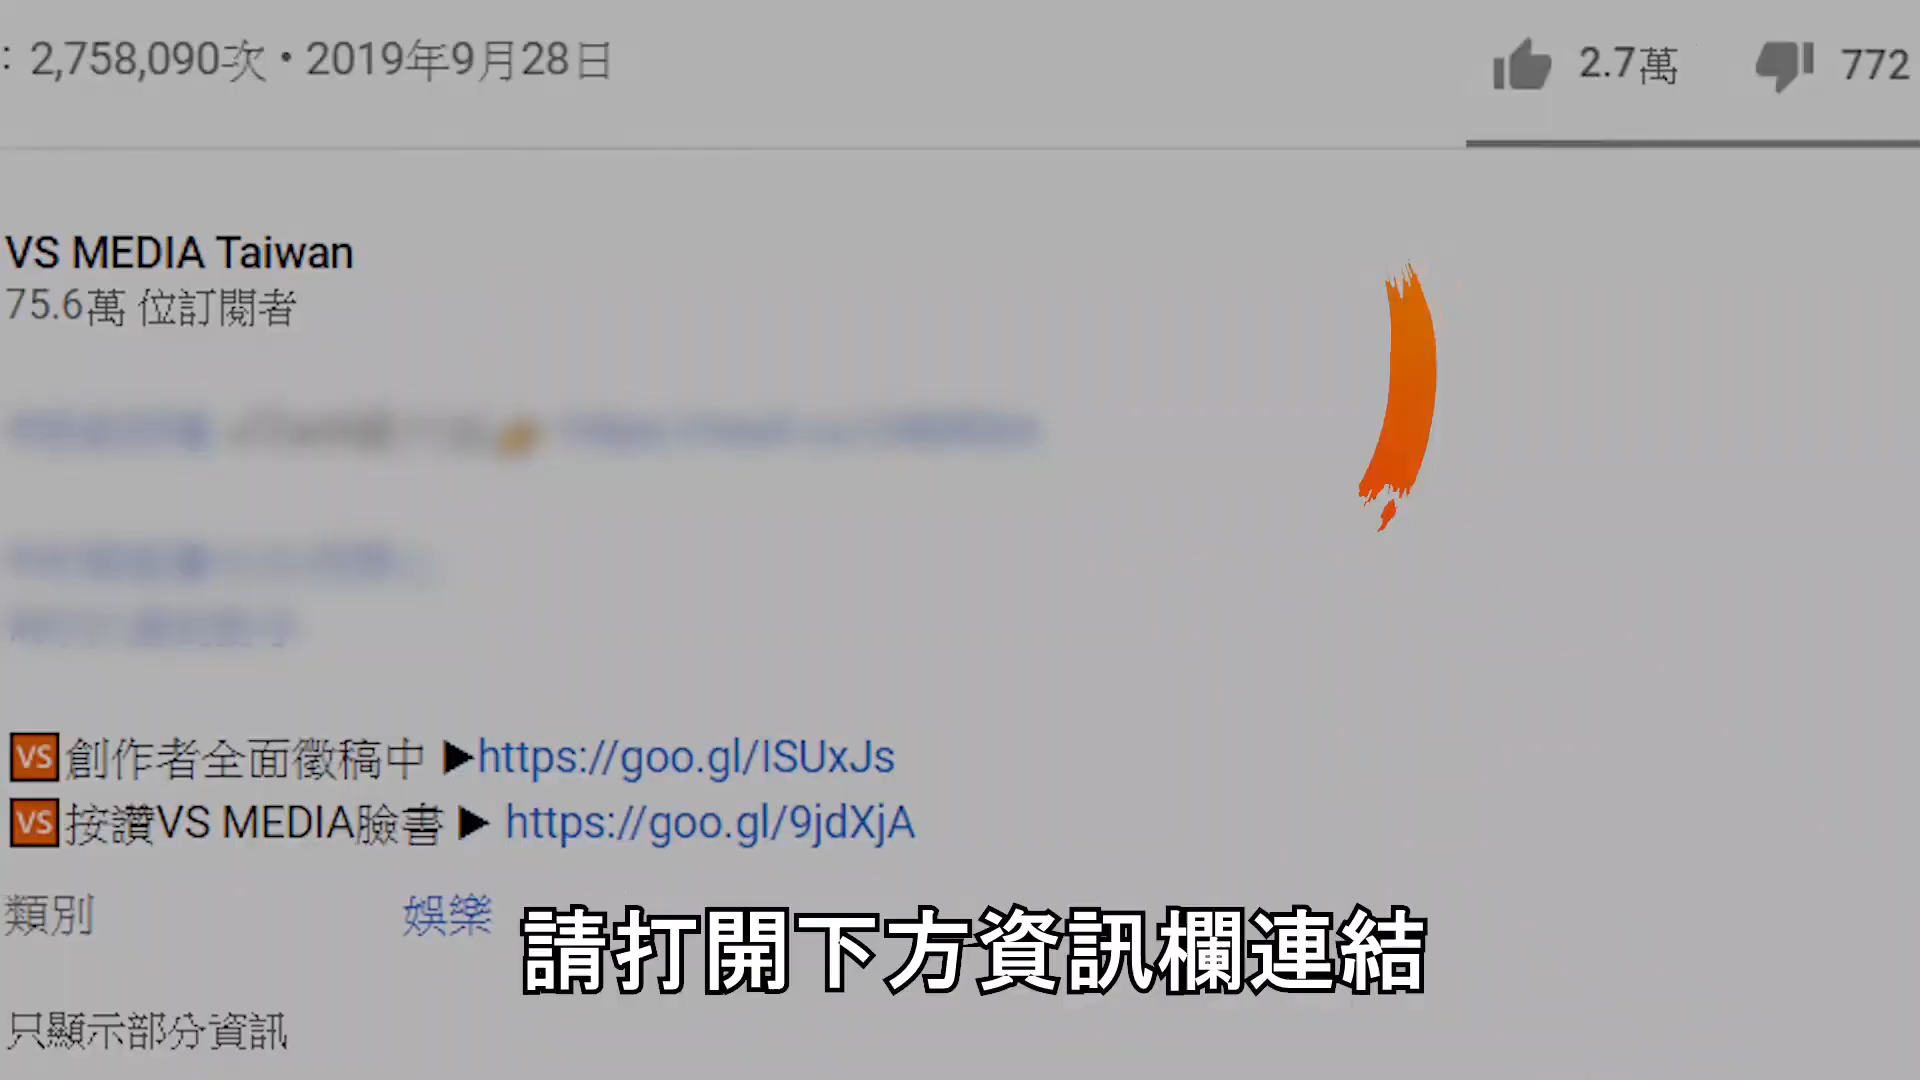 : 2,758,090次 • 2019年9月28日
2.7萬
772
VS MEDIA Taiwan
75.6萬 位訂閱者
VS 創作者全面徵稿中 ▶https://goo.gl/ISUxJs
VS 按讚VS MEDIA臉書 ▶ https://goo.gl/9jdXjA
類別 娛樂
請打開下方資訊欄連結
只顯示部分資訊